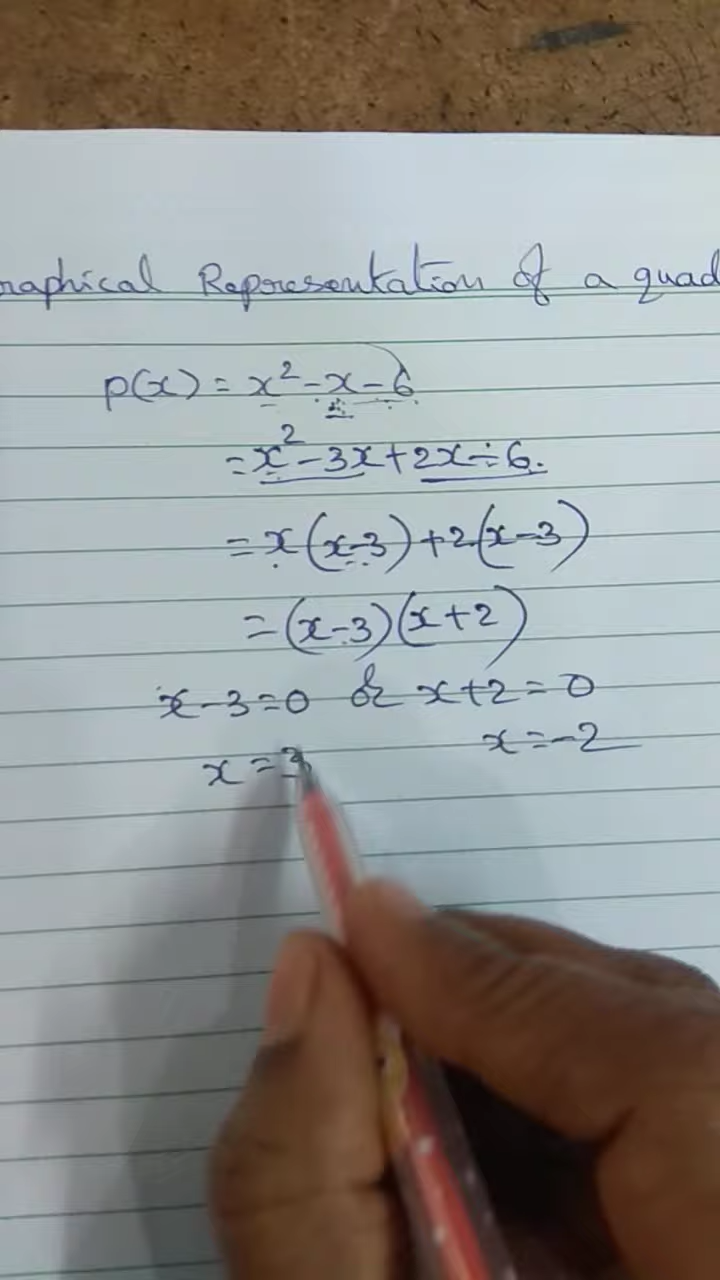 raphical Representation of a quad
p(x) = x² - x - 6
= x² - 3x + 2x - 6.
= x(x-3) + 2(x-3)
= (x-3)(x+2)
x - 3 = 0 or x + 2 = 0
x = 3 x = -2